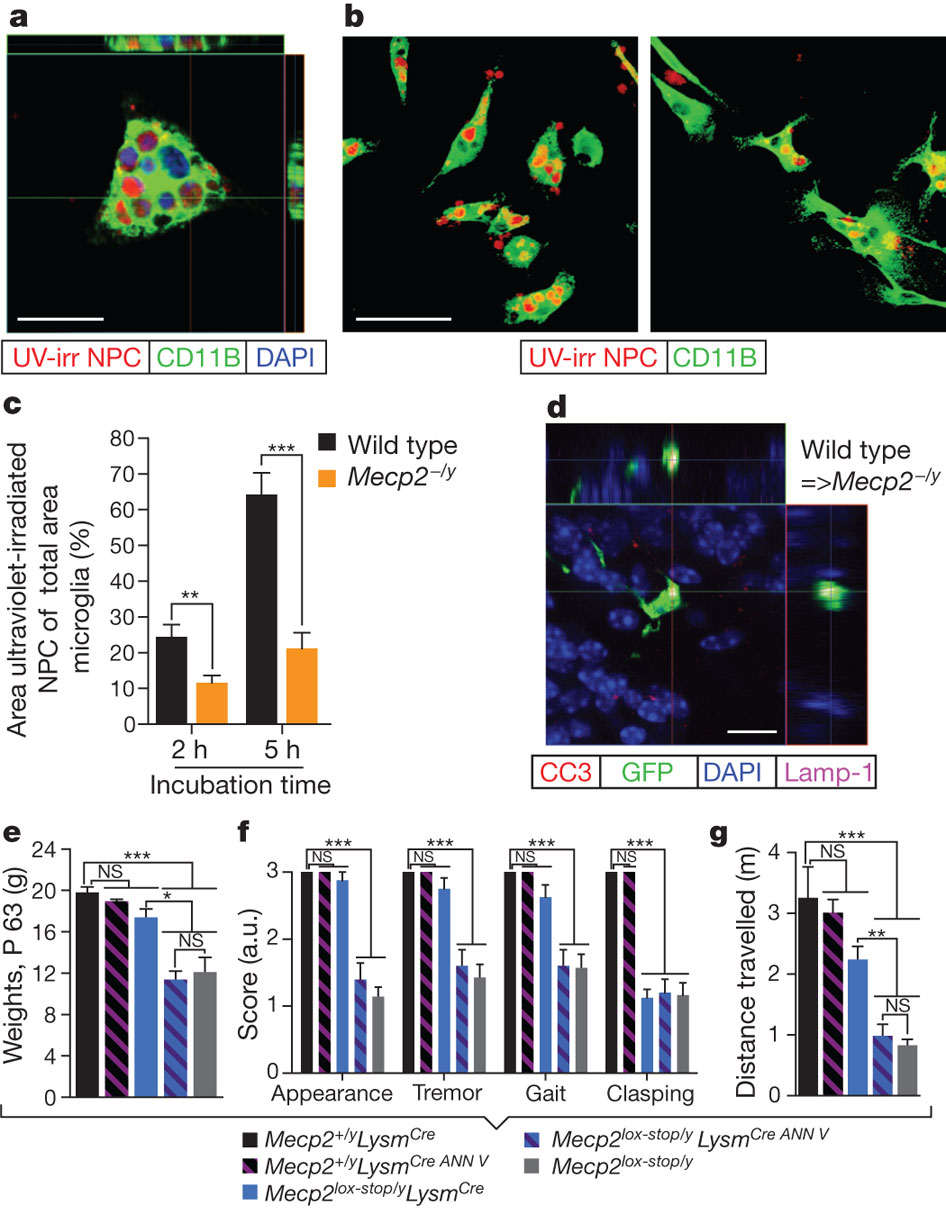 a
b
UV-irr NPC CD11B DAPI
UV-irr NPC CD11B
c
Area ultraviolet-irradiated
NPC of total area
microglia (%)
80
70
60
50
40
30
20
10
0
**
***
Wild type
Mecp2−/y
2 h 5 h
Incubation time
d
Wild type
=>Mecp2−/y
CC3 GFP DAPI Lamp-1
e
Weights, P 63 (g)
24
20
16
12
8
4
0
***
NS
*
NS
f
Score (a.u.)
3
2
1
0
***
NS
***
NS
***
NS
***
NS
Appearance Tremor Gait Clasping
g
Distance travelled (m)
4
3
2
1
0
***
NS
**
NS
Mecp2+/yLysmCre
Mecp2+/yLysmCre ANN V
Mecp2lox-stop/yLysmCre
Mecp2lox-stop/y LysmCre ANN V
Mecp2lox-stop/y